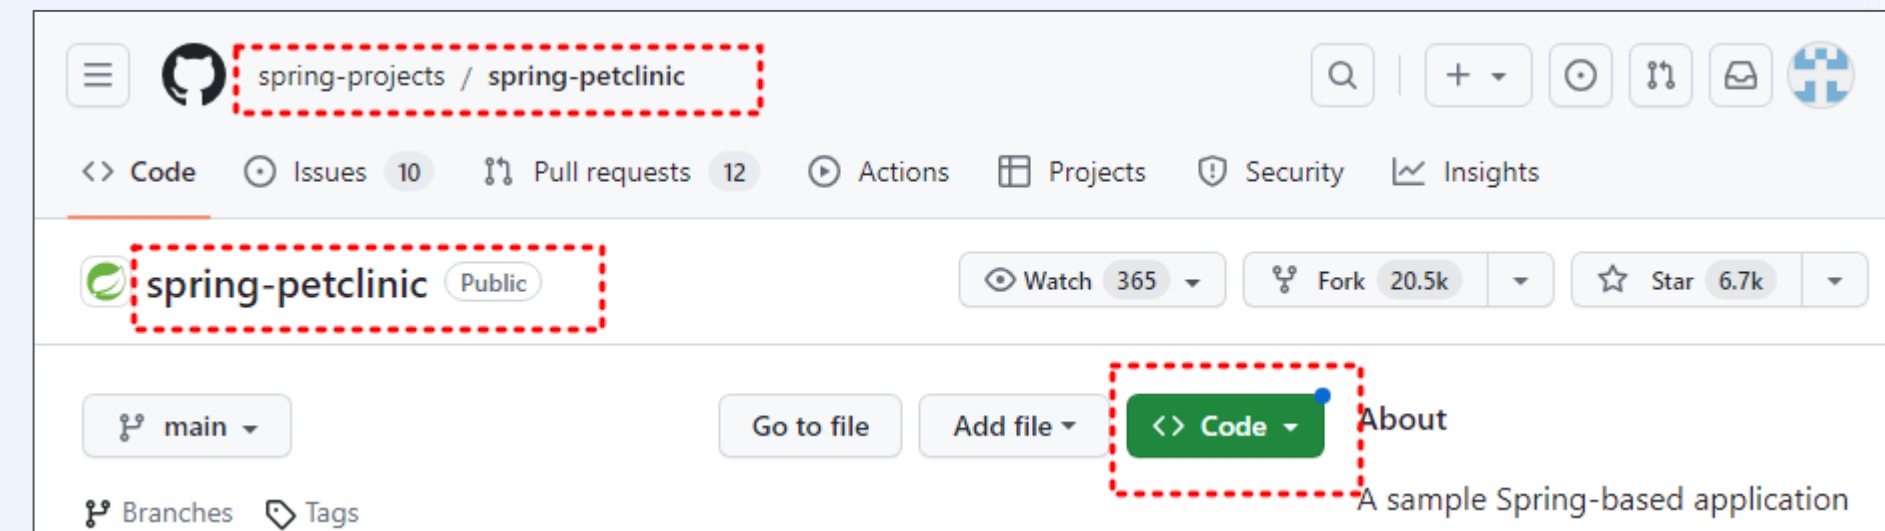 spring-projects / spring-petclinic
<> Code Issues 10 Pull requests 12 Actions Projects Security Insights
spring-petclinic Public Watch 365 Fork 20.5k Star 6.7k
main Go to file Add file <> Code About
Branches Tags A sample Spring-based application